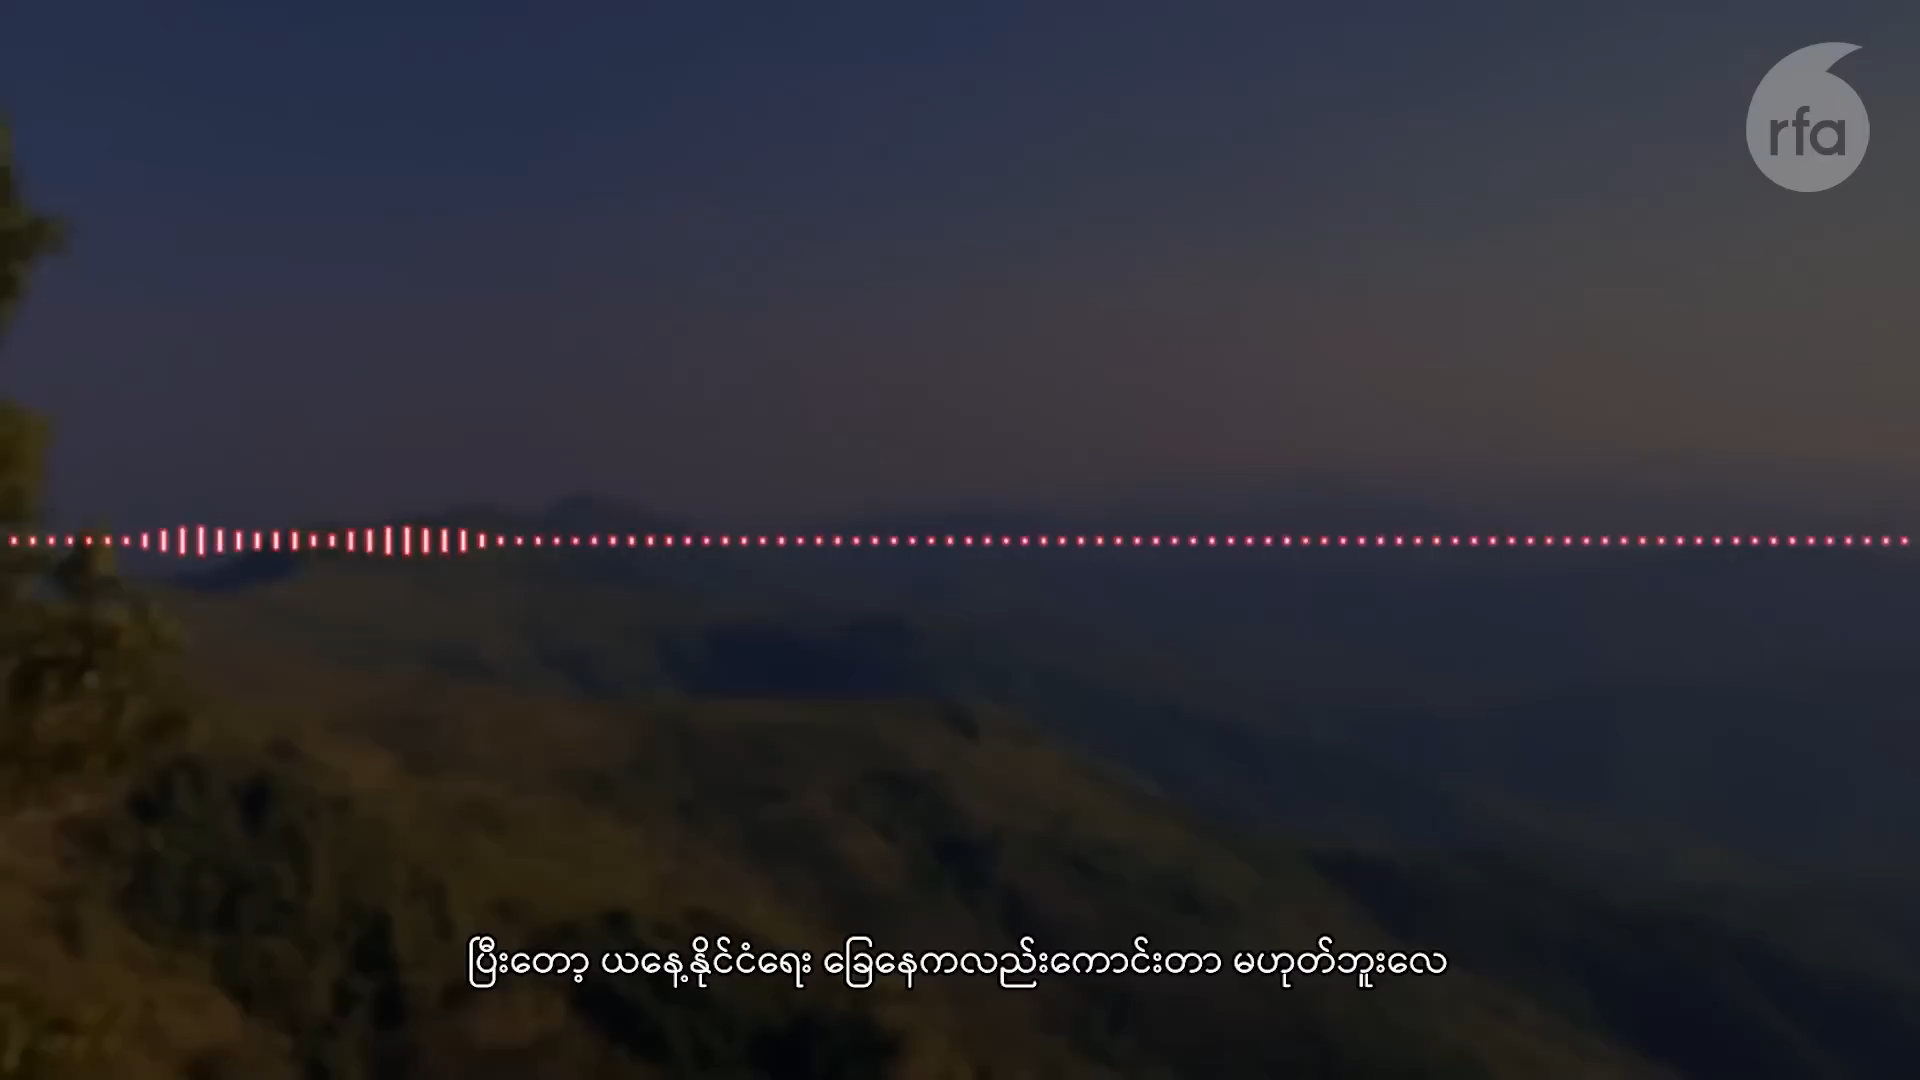 rfa
ပြီးတော့ ယနေ့နိုင်ငံရေး ခြေနေကလည်းကောင်းတာ မဟုတ်ဘူးလေ